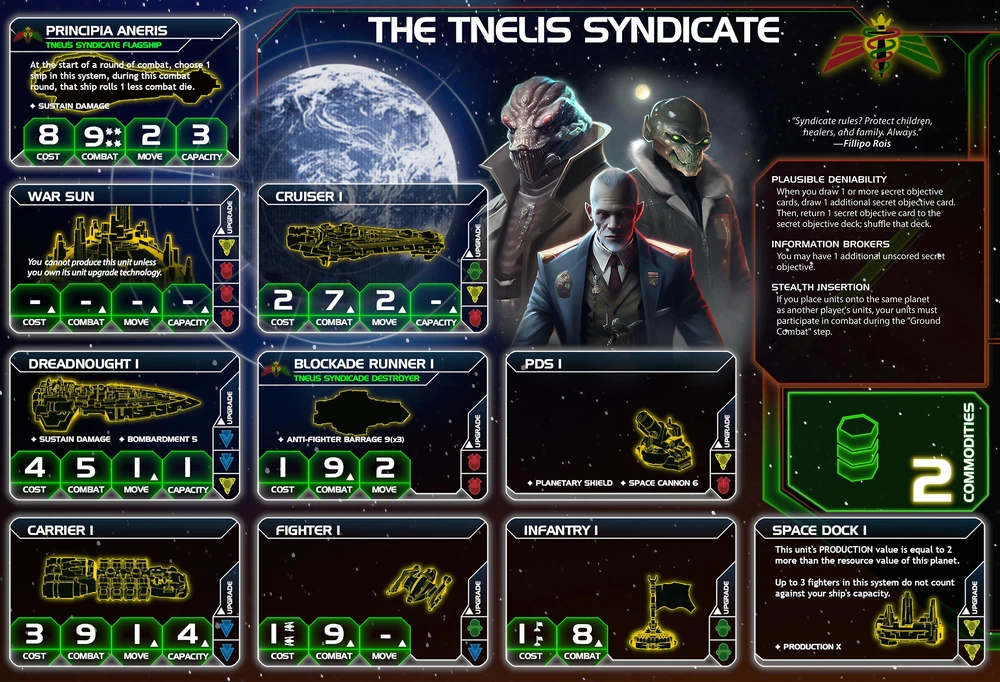 THE TNELIS SYNDICATE
PRINCIPIA ANERIS
TNELIS SYNDICATE FLAGSHIP
At the start of a round of combat, choose 1
ship in this system, during this combat
round, that ship rolls 1 less combat die.
SUSTAIN DAMAGE
8 9 2 3
COST COMBAT MOVE CAPACITY
"Syndicate rules? Protect children,
healers, and family. Always."
—Fillipo Rois
PLAUSIBLE DENIABILITY
When you draw 1 or more secret objective
cards, draw 1 additional secret objective card.
Then, return 1 secret objective card to the
secret objective deck; shuffle that deck.
INFORMATION BROKERS
You may have 1 additional unscored secret
objective.
STEALTH INSERTION
If you place units onto the same planet
as another player's units, your units must
participate in combat during the "Ground
Combat" step.
WAR SUN
UPGRADE
You cannot produce this unit unless
you own its unit upgrade technology.
- - - -
COST COMBAT MOVE CAPACITY
CRUISER I
UPGRADE
2 7 2 -
COST COMBAT MOVE CAPACITY
DREADNOUGHT I
UPGRADE
SUSTAIN DAMAGE BOMBARDMENT 5
4 5 1 1
COST COMBAT MOVE CAPACITY
BLOCKADE RUNNER I
TNELIS SYNDICADE DESTROYER
UPGRADE
ANTI-FIGHTER BARRAGE 9(x3)
1 9 2
COST COMBAT MOVE
PDS I
UPGRADE
PLANETARY SHIELD SPACE CANNON 6
2
COMMODITIES
CARRIER I
UPGRADE
3 9 1 4
COST COMBAT MOVE CAPACITY
FIGHTER I
UPGRADE
1 9 -
COST COMBAT MOVE
INFANTRY I
UPGRADE
1 8
COST COMBAT
SPACE DOCK I
This unit's PRODUCTION value is equal to 2
more than the resource value of this planet.
Up to 3 fighters in this system do not count
against your ship's capacity.
UPGRADE
PRODUCTION X